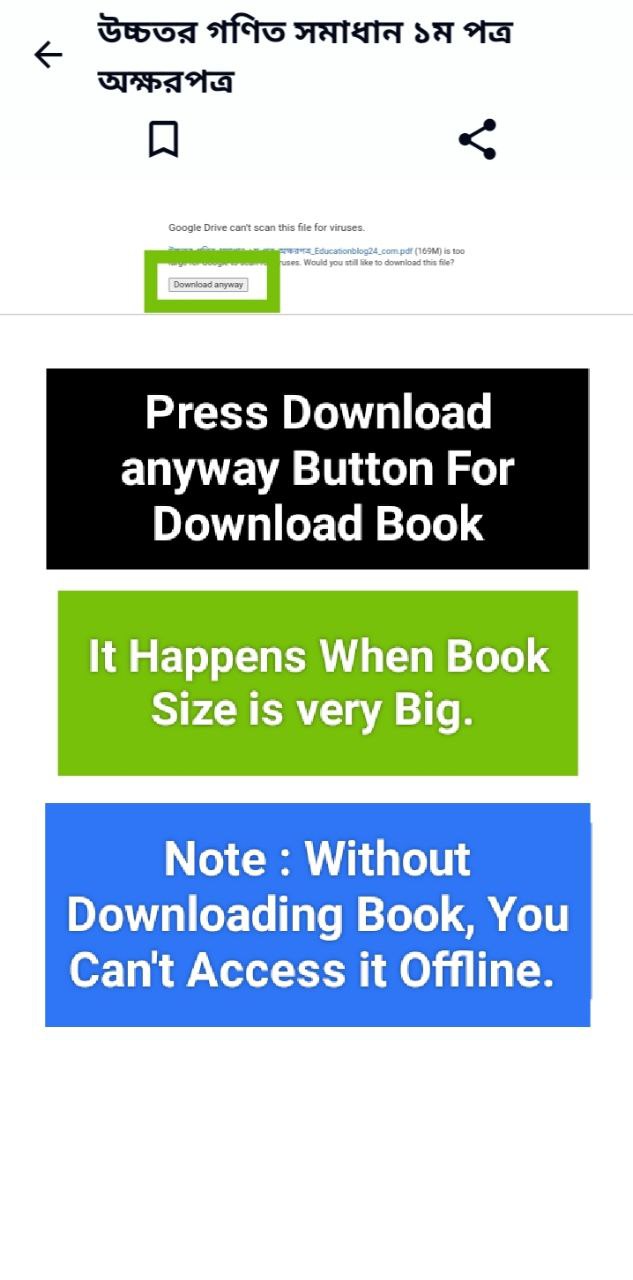 উচ্চতর গণিত সমাধান ১ম পত্র
অক্ষরপত্র
Google Drive can't scan this file for viruses.
অক্ষরপত্র_Educationblog24_com.pdf (169M) is too
large for Google to scan for viruses. Would you still like to download this file?
Download anyway
Press Download
anyway Button For
Download Book
It Happens When Book
Size is very Big.
Note : Without
Downloading Book, You
Can't Access it Offline.